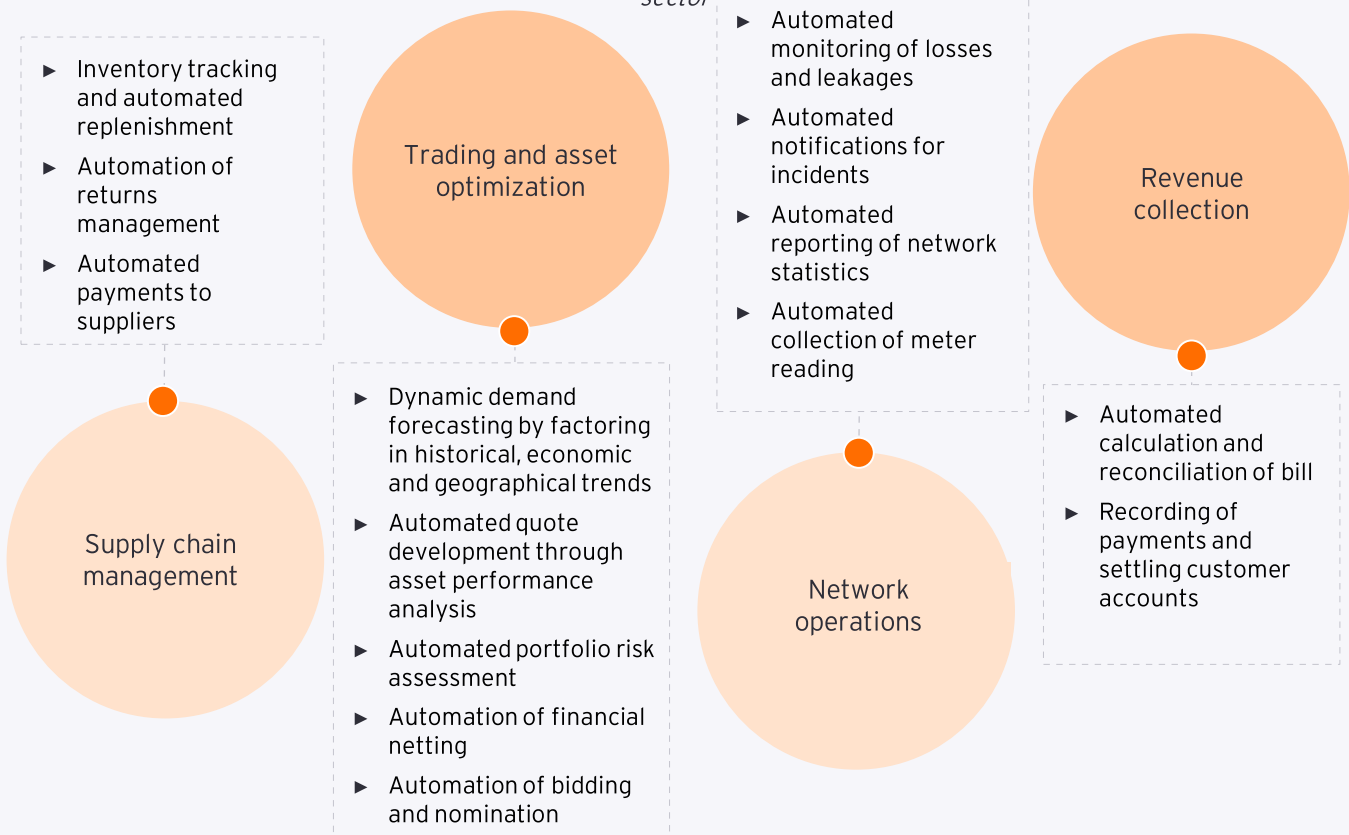 sector
► Inventory tracking
and automated
replenishment
► Automation of
returns
management
► Automated
payments to
suppliers
Supply chain
management
Trading and asset
optimization
► Dynamic demand
forecasting by factoring
in historical, economic
and geographical trends
► Automated quote
development through
asset performance
analysis
► Automated portfolio risk
assessment
► Automation of financial
netting
► Automation of bidding
and nomination
► Automated
monitoring of losses
and leakages
► Automated
notifications for
incidents
► Automated
reporting of network
statistics
► Automated
collection of meter
reading
Network
operations
Revenue
collection
► Automated
calculation and
reconciliation of bill
► Recording of
payments and
settling customer
accounts